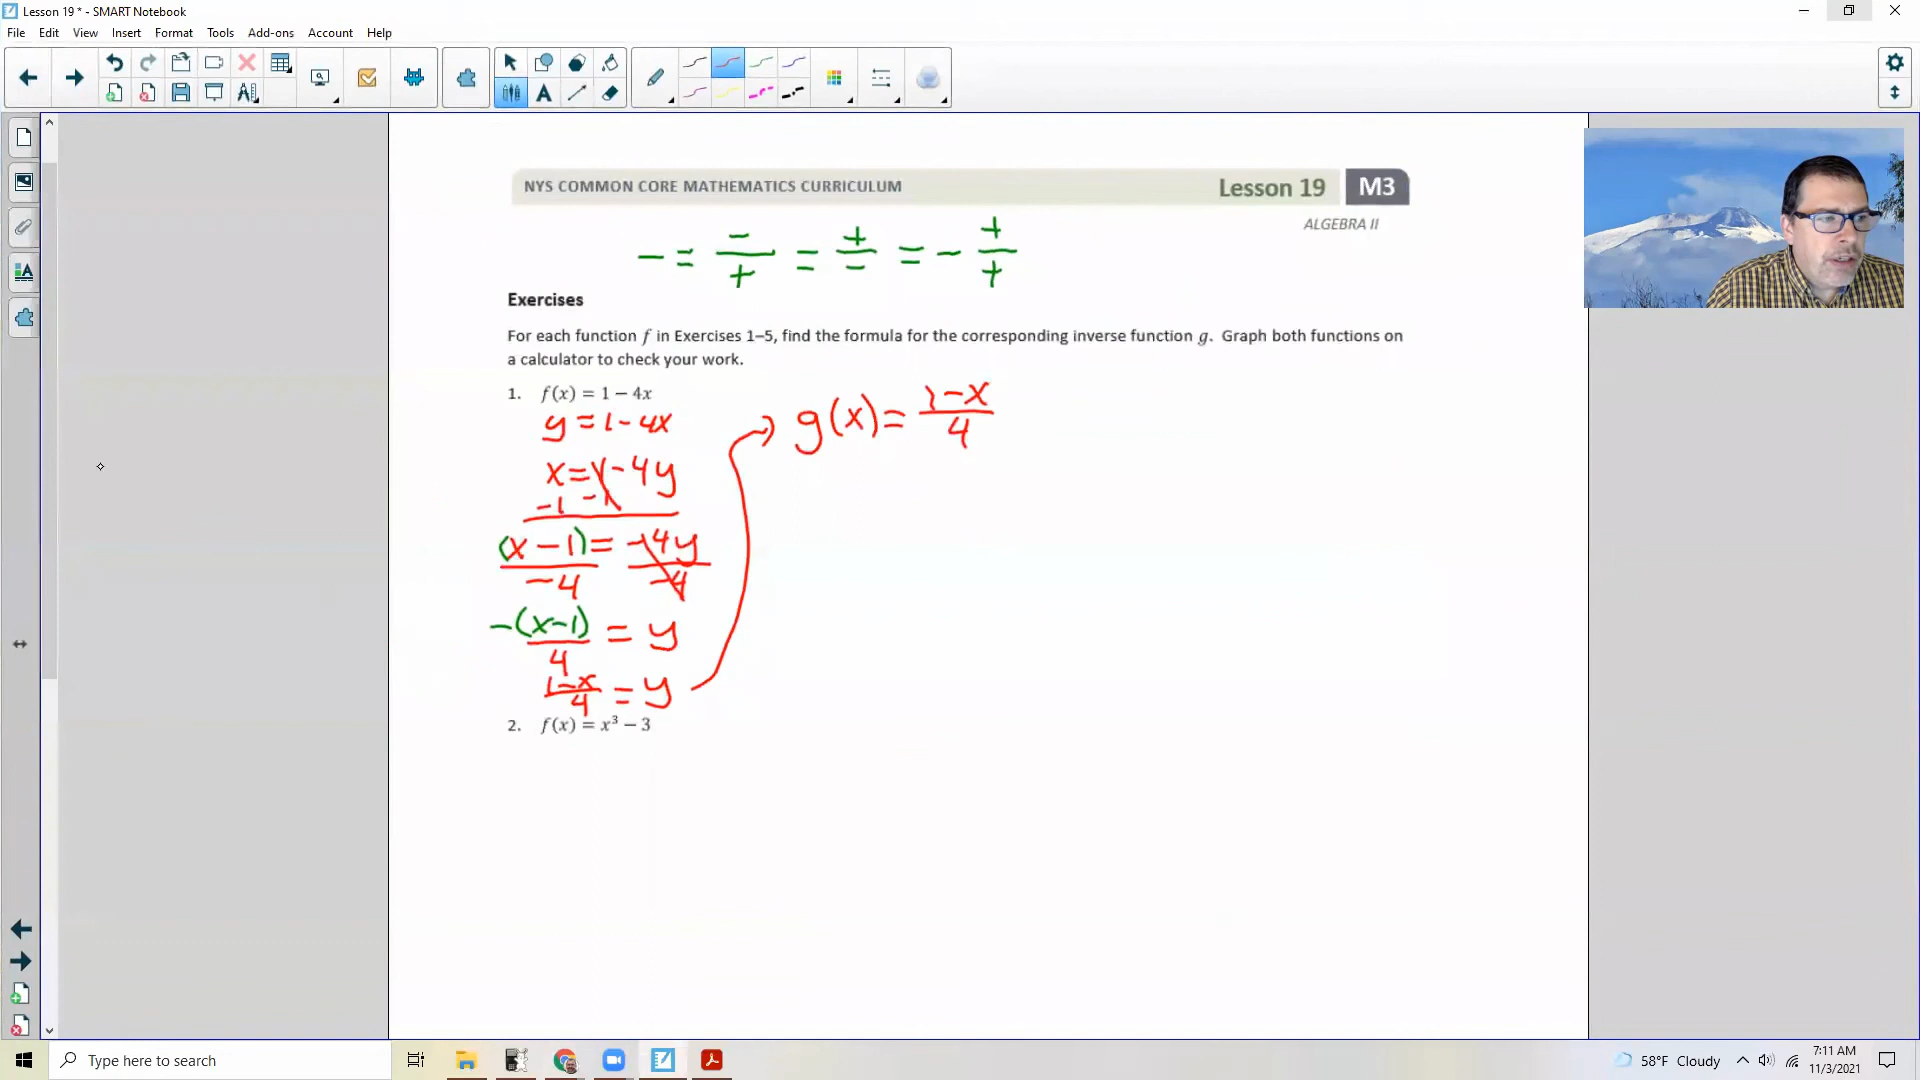 Lesson 19 * - SMART Notebook
File Edit View Insert Format Tools Add-ons Account Help
NYS COMMON CORE MATHEMATICS CURRICULUM Lesson 19 M3
ALGEBRA II
− = −/+ = +/− = − +/+
Exercises
For each function f in Exercises 1–5, find the formula for the corresponding inverse function g. Graph both functions on
a calculator to check your work.
1. f(x) = 1 − 4x
y = 1 - 4x
x = 1 - 4y
-1 -1
(x - 1)/-4 = -4y/-4
-(x-1)/4 = y
1-x/4 = y
g(x) = 1-x/4
2. f(x) = x³ − 3
Type here to search
58°F Cloudy
7:11 AM
11/3/2021